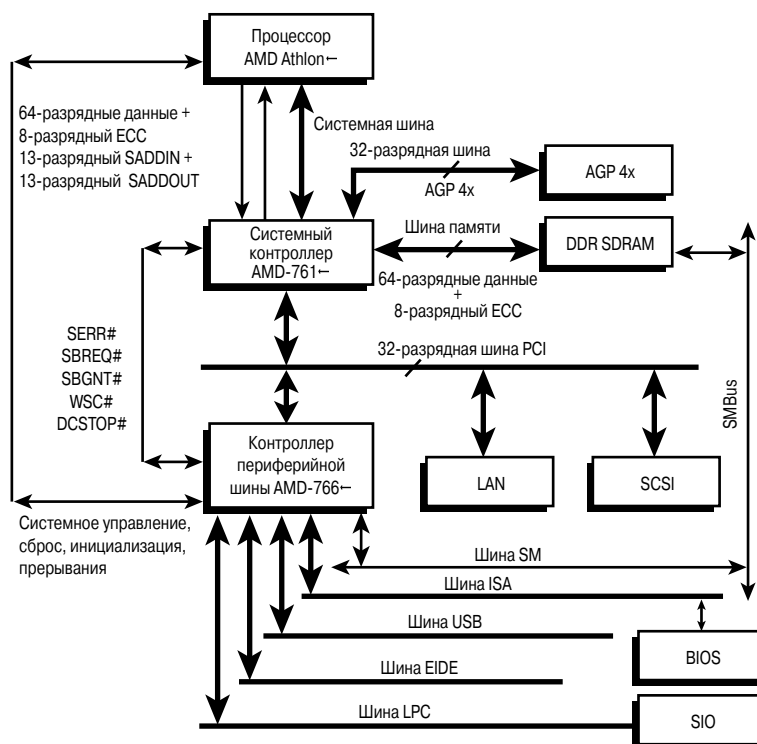 Процессор
AMD Athlon←
64-разрядные данные +
8-разрядный ECC
13-разрядный SADDIN +
13-разрядный SADDOUT
Системная шина
32-разрядная шина
AGP 4x
AGP 4x
Системный
контроллер
AMD-761←
Шина памяти
DDR SDRAM
64-разрядные данные
+
8-разрядный ECC
SERR#
SBREQ#
SBGNT#
WSC#
DCSTOP#
32-разрядная шина PCI
SMBus
Контроллер
периферийной
шины AMD-766←
LAN
SCSI
Системное управление,
сброс, инициализация,
прерывания
Шина SM
Шина ISA
Шина USB
BIOS
Шина EIDE
Шина LPC
SIO